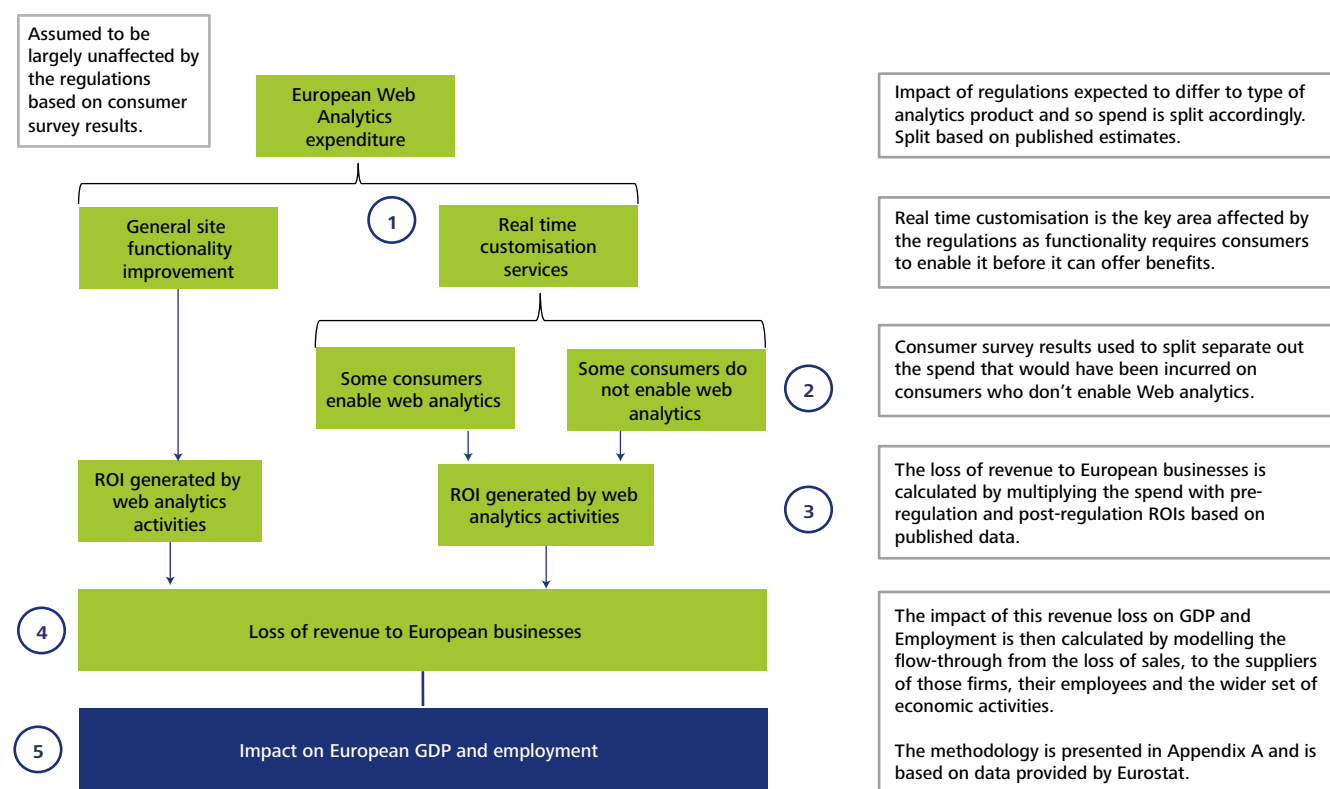 Assumed to be
largely unaffected by
the regulations
based on consumer
survey results.
European Web
Analytics
expenditure
Impact of regulations expected to differ to type of
analytics product and so spend is split accordingly.
Split based on published estimates.
General site
functionality
improvement
1
Real time
customisation
services
Real time customisation is the key area affected by
the regulations as functionality requires consumers
to enable it before it can offer benefits.
Some consumers
enable web analytics
Some consumers do
not enable web
analytics
2
Consumer survey results used to split separate out
the spend that would have been incurred on
consumers who don’t enable Web analytics.
ROI generated by
web analytics
activities
ROI generated by web
analytics activities
3
The loss of revenue to European businesses is
calculated by multiplying the spend with pre-
regulation and post-regulation ROIs based on
published data.
4
Loss of revenue to European businesses
The impact of this revenue loss on GDP and
Employment is then calculated by modelling the
flow-through from the loss of sales, to the suppliers
of those firms, their employees and the wider set of
economic activities.
5
Impact on European GDP and employment
The methodology is presented in Appendix A and is
based on data provided by Eurostat.